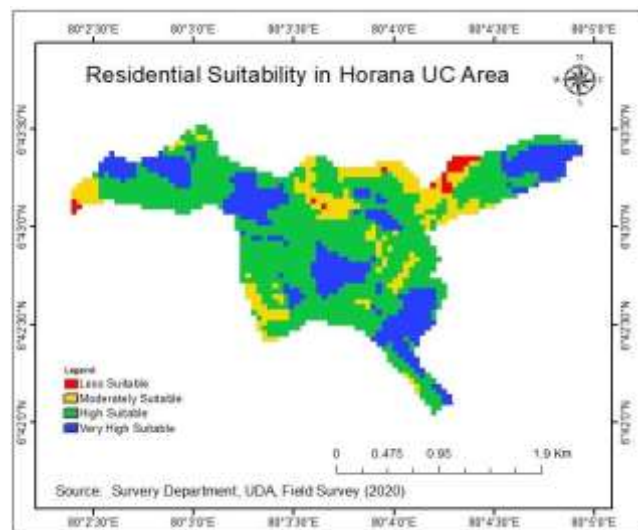 80°2'30"E 80°3'0"E 80°3'30"E 80°4'0"E 80°4'30"E 80°5'0"E
Residential Suitability in Horana UC Area
N
W E
S
6°43'30"N 6°43'30"N
6°43'0"N 6°43'0"N
6°42'30"N 6°42'30"N
6°42'0"N 6°42'0"N
Legend
Less Suitable
Moderately Suitable
High Suitable
Very High Suitable
0 0.475 0.95 1.9 Km
Source: Survery Department, UDA, Field Survey (2020)
80°2'30"E 80°3'0"E 80°3'30"E 80°4'0"E 80°4'30"E 80°5'0"E